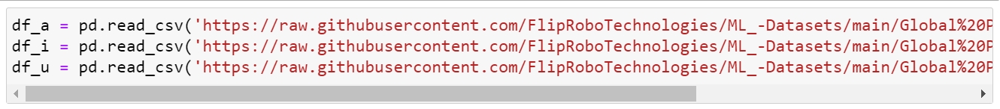 df_a = pd.read_csv('https://raw.githubusercontent.com/FlipRoboTechnologies/ML_-Datasets/main/Global%20P
df_i = pd.read_csv('https://raw.githubusercontent.com/FlipRoboTechnologies/ML_-Datasets/main/Global%20P
df_u = pd.read_csv('https://raw.githubusercontent.com/FlipRoboTechnologies/ML_-Datasets/main/Global%20P